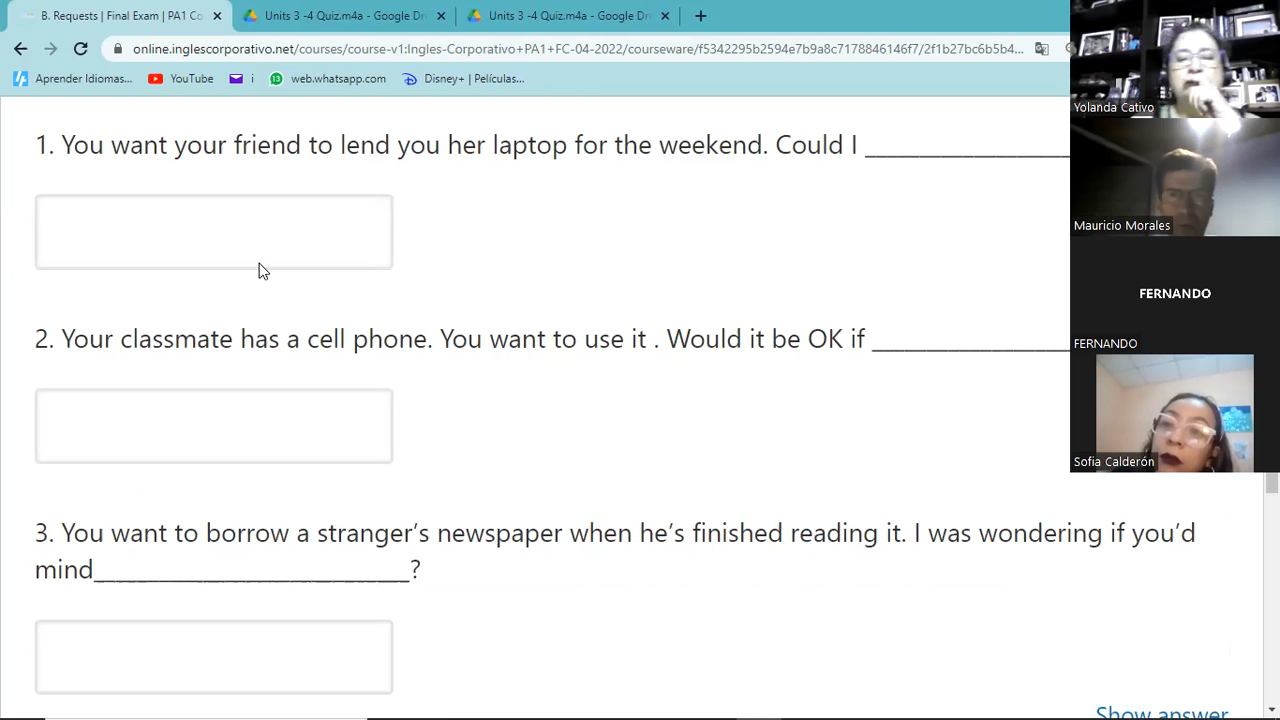 B. Requests | Final Exam | PA1 Co
Units 3 -4 Quiz.m4a - Google Dr
Units 3 -4 Quiz.m4a - Google Dr
online.inglescorporativo.net/courses/course-v1:Ingles-Corporativo+PA1+FC-04-2022/courseware/f5342295b2594e7b9a8c7178846146f7/2f1b27bc6b5b4...
Aprender Idiomas...
YouTube
i
web.whatsapp.com
Disney+ | Películas,...
Yolanda Cativo
1. You want your friend to lend you her laptop for the weekend. Could I _______________
Mauricio Morales
FERNANDO
FERNANDO
2. Your classmate has a cell phone. You want to use it . Would it be OK if _______________
Sofia Calderón
3. You want to borrow a stranger’s newspaper when he’s finished reading it. I was wondering if you’d
mind________________________?
Show answer